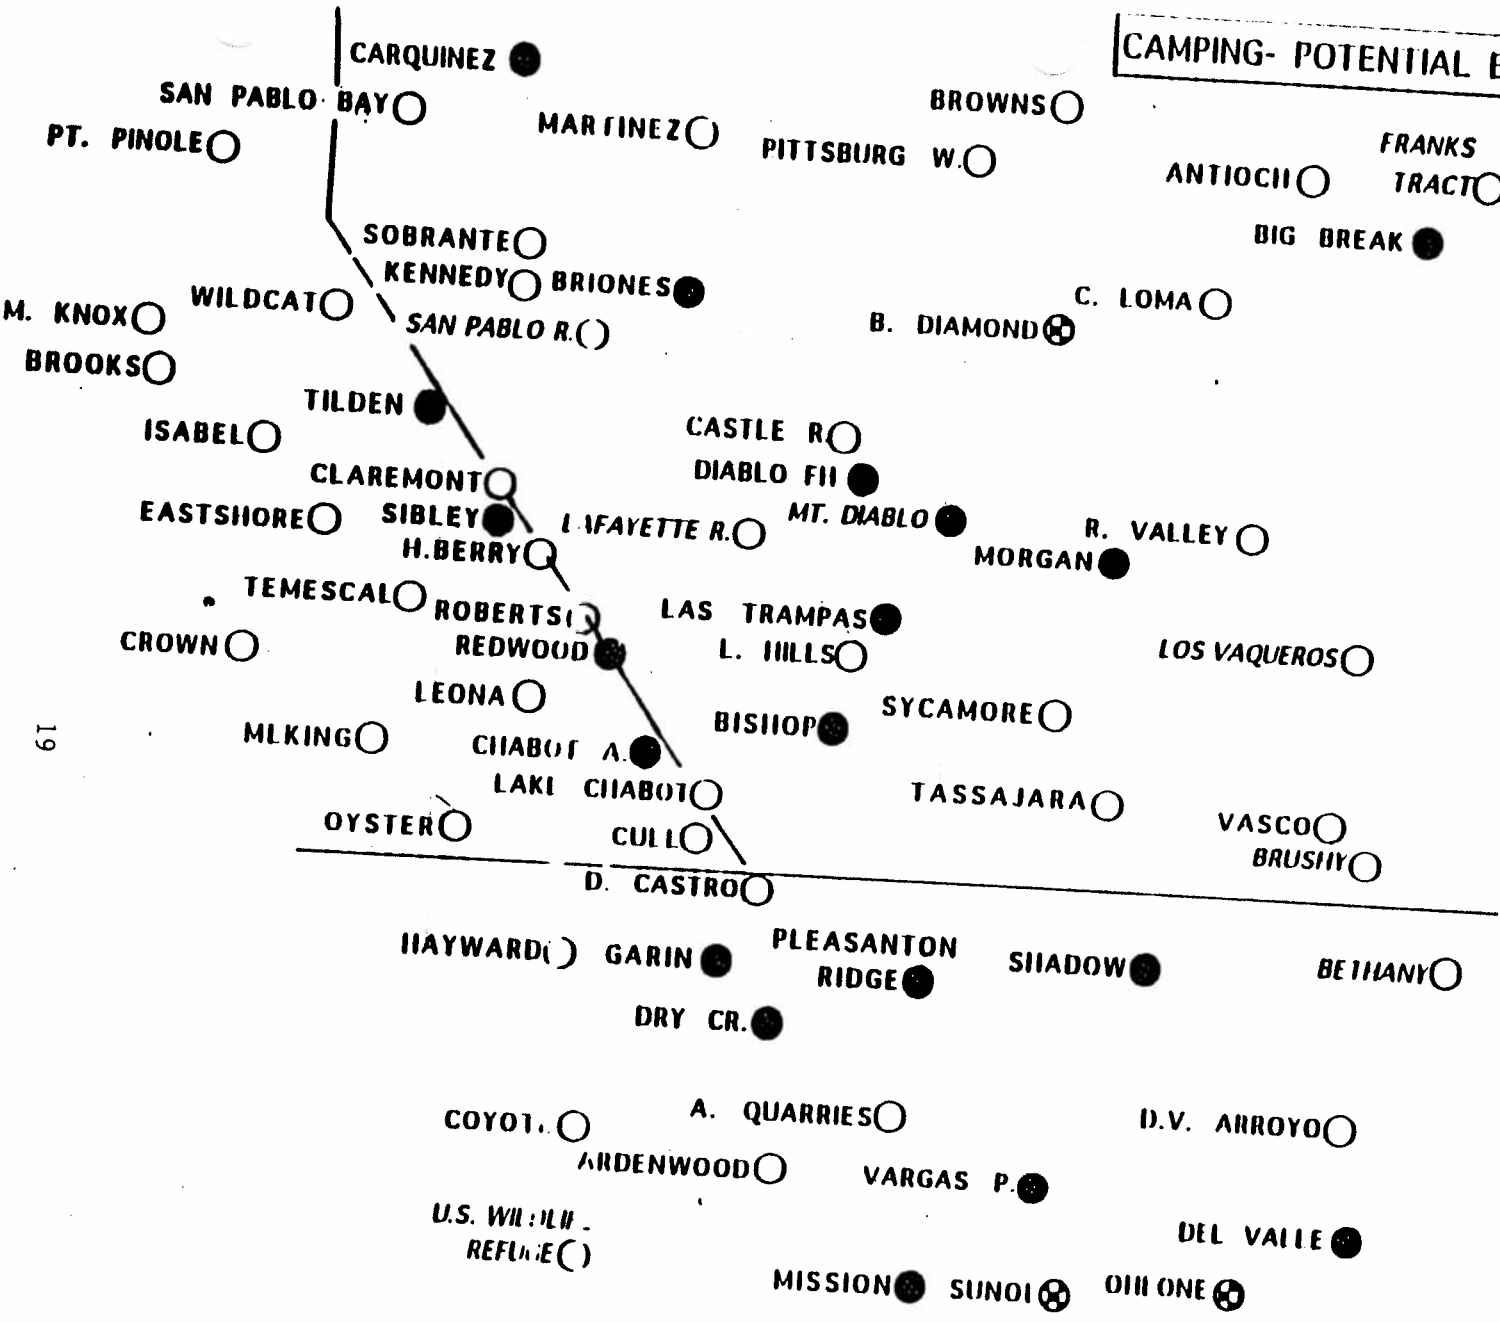 CARQUINEZ
CAMPING- POTENTIAL
SAN PABLO BAY
BROWNS
MARTINEZ
PT. PINOLE
PITTSBURG W.
FRANKS
TRACT
ANTIOCH
SOBRANTE
BIG BREAK
KENNEDY
BRIONES
WILDCAT
C. LOMA
M. KNOX
SAN PABLO R.
B. DIAMOND
BROOKS
TILDEN
ISABEL
CASTLE R.
CLAREMONT
DIABLO FH
EASTSHORE
SIBLEY
LAFAYETTE R.
MT. DIABLO
R. VALLEY
H.BERRY
MORGAN
TEMESCAL
ROBERTS
LAS TRAMPAS
CROWN
REDWOOD
L. HILLS
LOS VAQUEROS
LEONA
SYCAMORE
BISHOP
MLKING
CHABOT A.
19
LAKE CHABOT
TASSAJARA
OYSTER
CULL
VASCO
BRUSHY
D. CASTRO
HAYWARD
GARIN
PLEASANTON
RIDGE
SHADOW
BETHANY
DRY CR.
COYOTE
A. QUARRIES
D.V. ARROYO
ARDENWOOD
VARGAS P.
U.S. WILDLIFE
REFUGE
DEL VALLE
MISSION
SUNOL
OHLONE